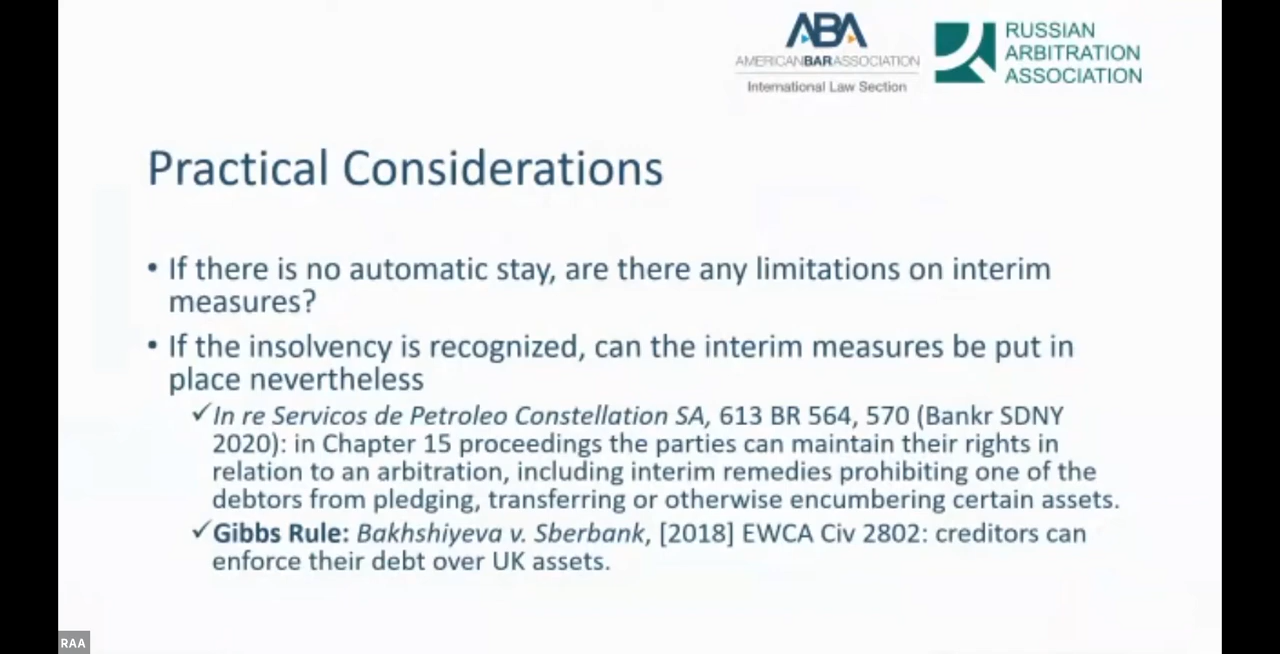 ABA
AMERICANBARASSOCIATION
International Law Section
RUSSIAN
ARBITRATION
ASSOCIATION
Practical Considerations
• If there is no automatic stay, are there any limitations on interim
measures?
• If the insolvency is recognized, can the interim measures be put in
place nevertheless
✓In re Servicos de Petroleo Constellation SA, 613 BR 564, 570 (Bankr SDNY
2020): in Chapter 15 proceedings the parties can maintain their rights in
relation to an arbitration, including interim remedies prohibiting one of the
debtors from pledging, transferring or otherwise encumbering certain assets.
✓Gibbs Rule: Bakhshiyeva v. Sberbank, [2018] EWCA Civ 2802: creditors can
enforce their debt over UK assets.
RAA